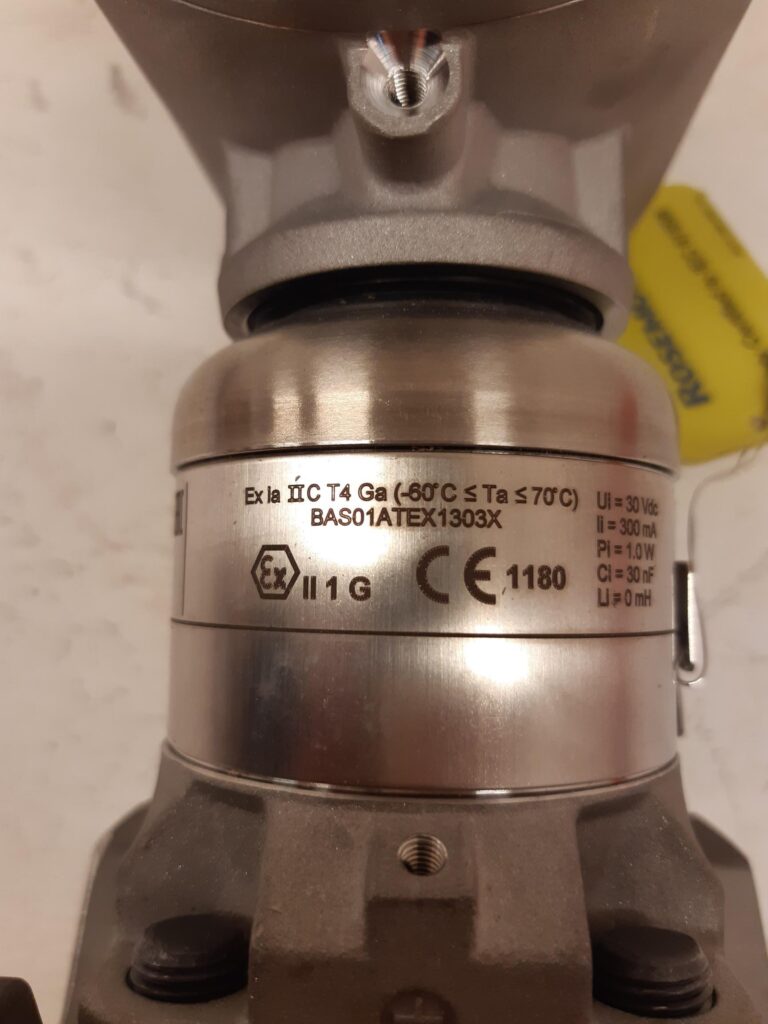 Ex Ia IIC T4 Ga (-60°C ≤ Ta ≤ 70°C)
BAS01ATEX1303X
Ex II 1 G CE 1180
Ui = 30 Vdc
Ii = 300 mA
Pi = 1.0 W
Ci = 30 nF
Li = 0 mH